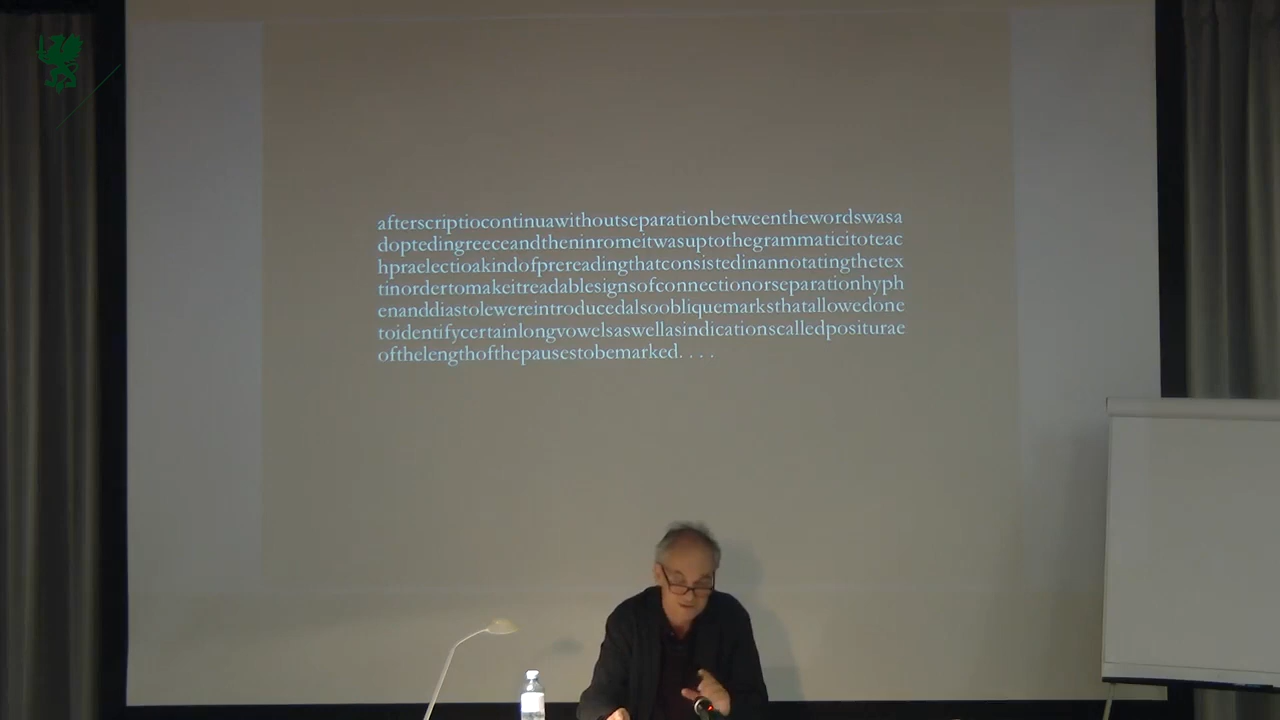 afterscriptiocontinuawithoutseparationbetweenthewordswasa
doptedingreeceandtheninromeitwasuptothegrammaticitoteac
hpraelectioakindofprereadingthatconsistedinannotatingthetex
tinordertomakeitreadablesignsofconnectionorseparationhyph
enanddiastolewereintroducedalsoobliquemarksthatallowedone
toidentifycertainlongvowelsaswellasindicationscalledpositurae
ofthelengthofthepausestobemarked. . . .